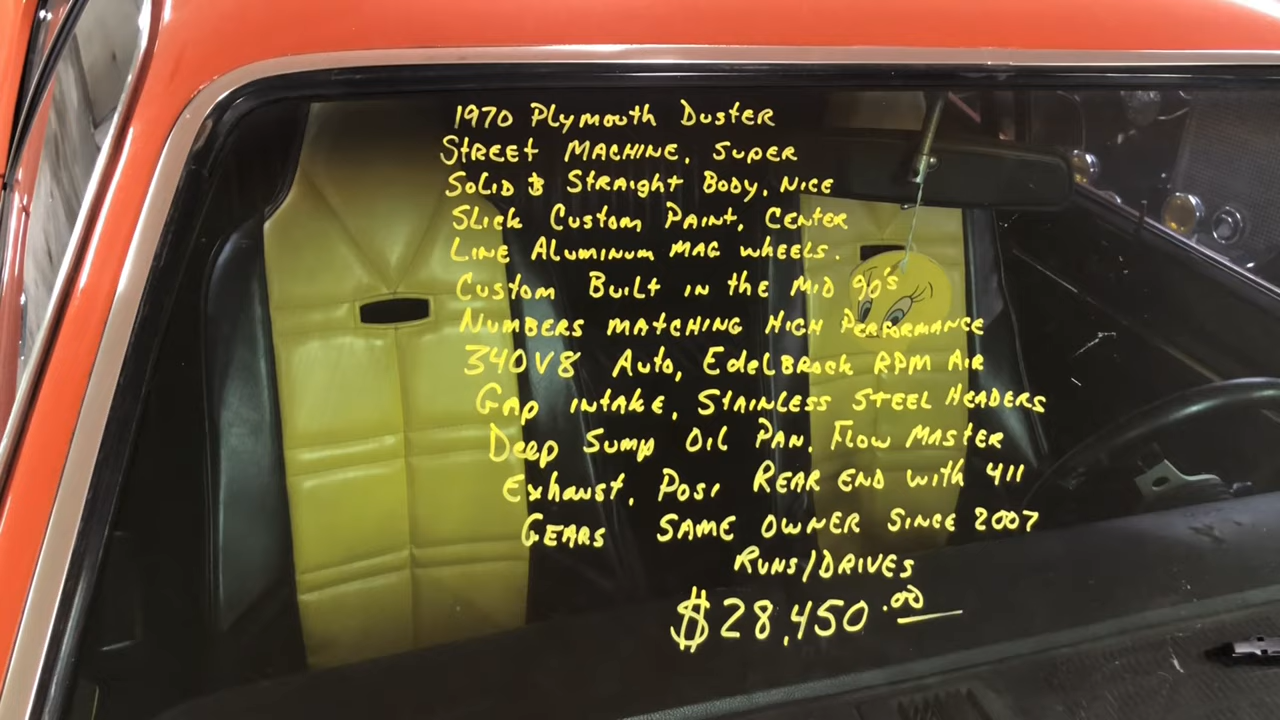 1970 Plymouth Duster
Street Machine. Super
Solid & Straight Body, Nice
Slick Custom Paint, Center
Line Aluminum Mag Wheels.
Custom Built in the Mid 90's
Numbers Matching High Performance
340V8 Auto, Edelbrock RPM Air
Gap Intake, Stainless Steel Headers
Deep Sump Oil Pan, Flow Master
Exhaust, Posi Rear End with 411
Gears Same Owner Since 2007
Runs/Drives
$28,450.00